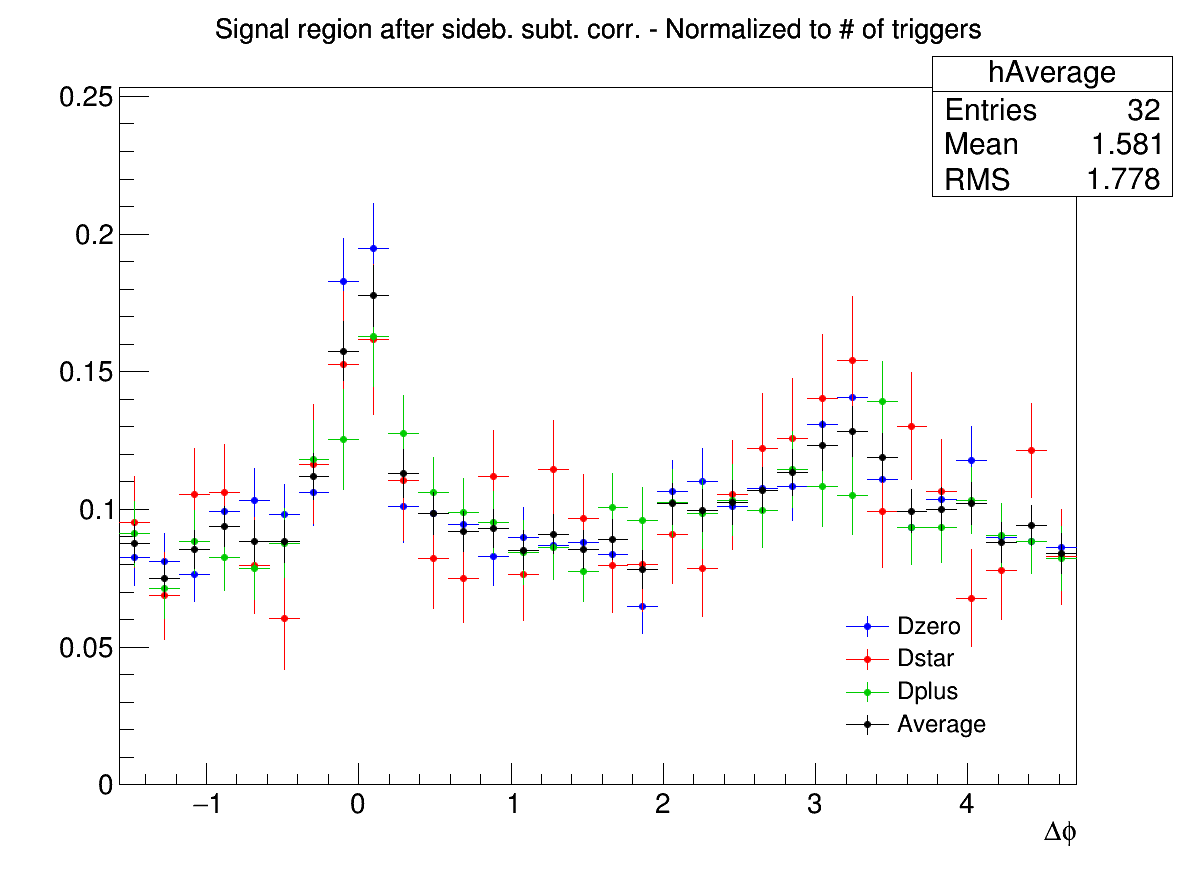 Signal region after sideb. subt. corr. - Normalized to # of triggers
hAverage
Entries 32
Mean 1.581
RMS 1.778
0.25
0.2
0.15
0.1
0.05
0
Dzero
Dstar
Dplus
Average
−1 0 1 2 3 4
Δϕ